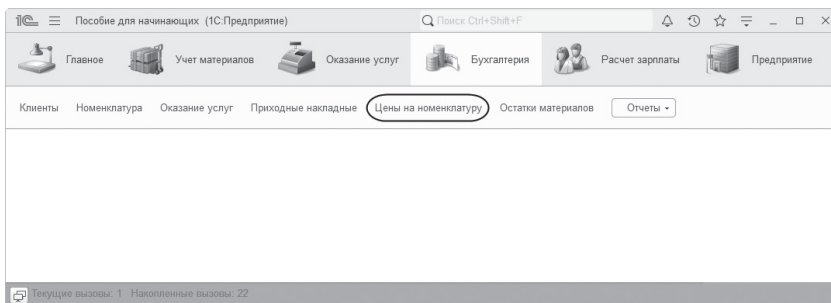 1С Пособие для начинающих (1С:Предприятие) Поиск Ctrl+Shift+F
Главное Учет материалов Оказание услуг Бухгалтерия Расчет зарплаты Предприятие
Клиенты Номенклатура Оказание услуг Приходные накладные Цены на номенклатуру Остатки материалов Отчеты
Текущие вызовы: 1 Накопленные вызовы: 22